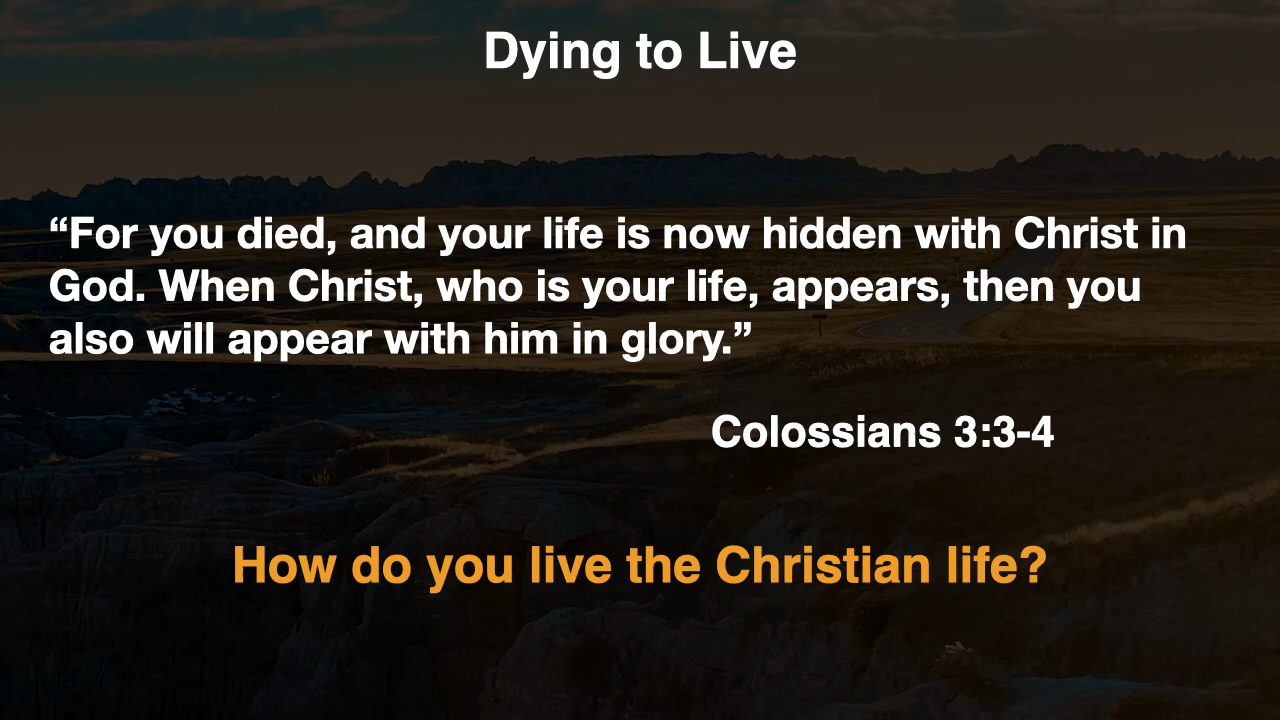 Dying to Live
“For you died, and your life is now hidden with Christ in
God. When Christ, who is your life, appears, then you
also will appear with him in glory.”
Colossians 3:3-4
How do you live the Christian life?